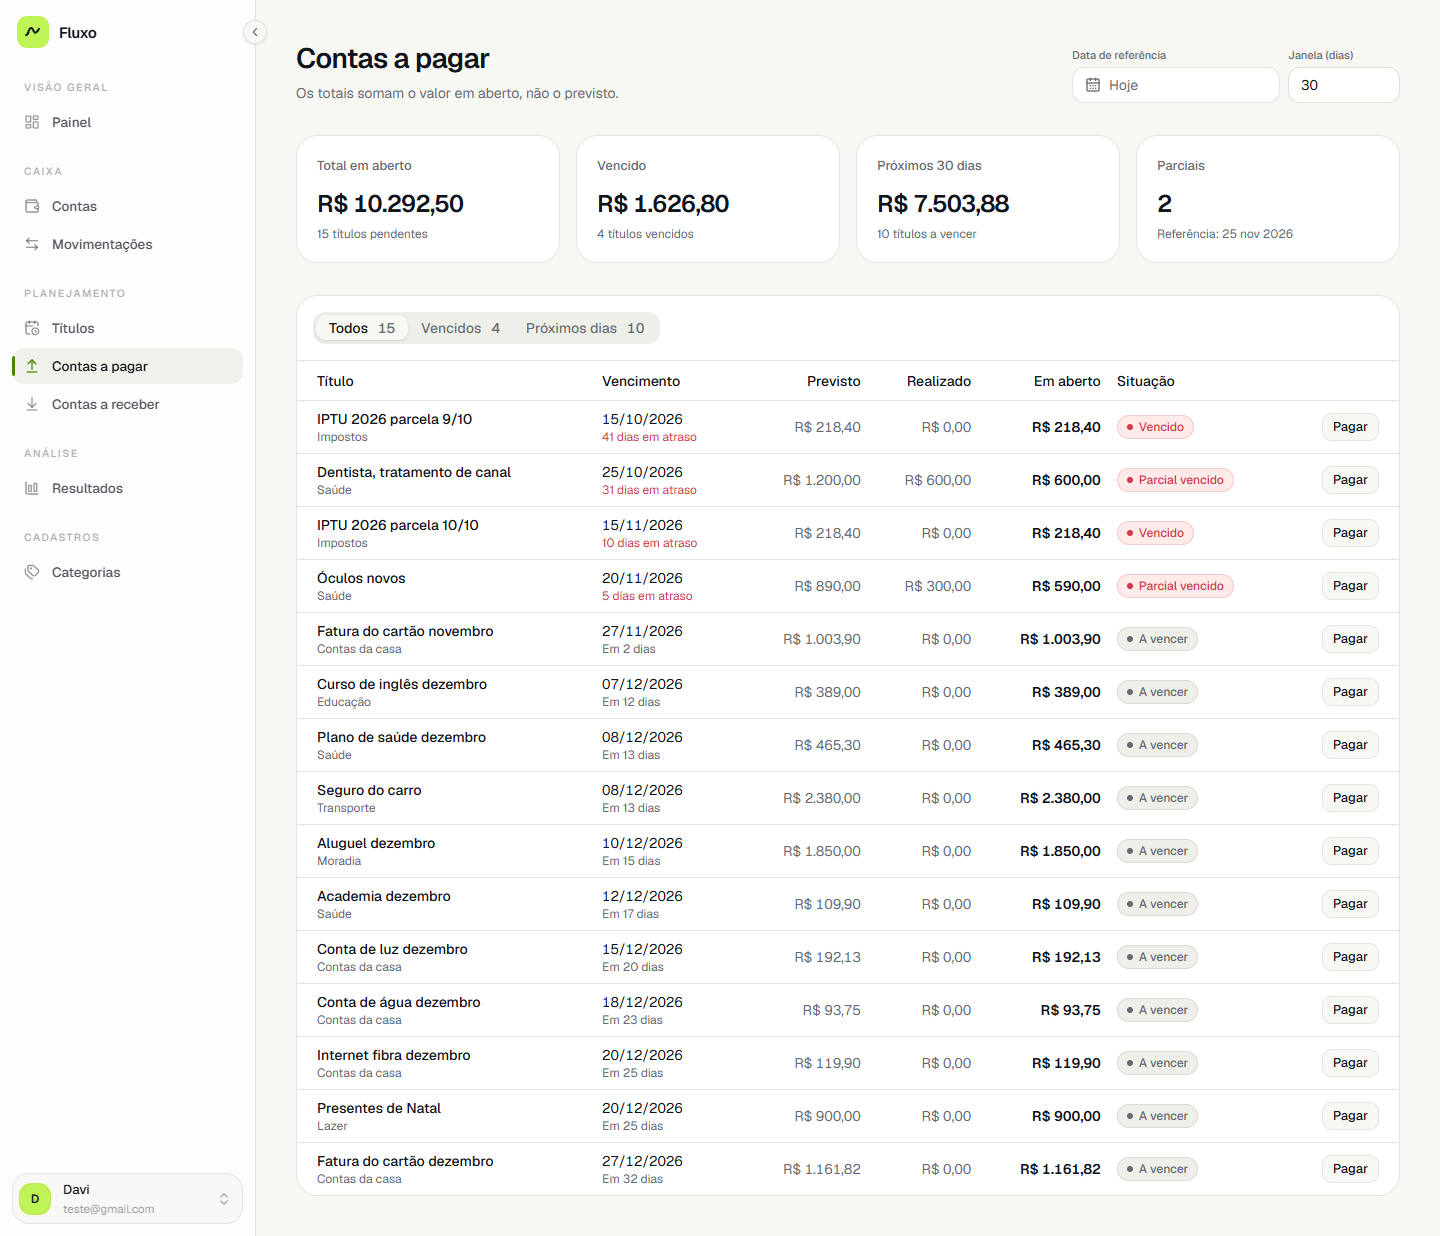 Fluxo
VISÃO GERAL
Painel
CAIXA
Contas
Movimentações
PLANEJAMENTO
Títulos
Contas a pagar
Contas a receber
ANÁLISE
Resultados
CADASTROS
Categorias
D
Davi
teste@gmail.com
Contas a pagar
Os totais somam o valor em aberto, não o previsto.
Data de referência
Hoje
Janela (dias)
30
Total em aberto
R$ 10.292,50
15 títulos pendentes
Vencido
R$ 1.626,80
4 títulos vencidos
Próximos 30 dias
R$ 7.503,88
10 títulos a vencer
Parciais
2
Referência: 25 nov 2026
Todos 15 Vencidos 4 Próximos dias 10
Título Vencimento Previsto Realizado Em aberto Situação
IPTU 2026 parcela 9/10 15/10/2026 R$ 218,40 R$ 0,00 R$ 218,40 Vencido Pagar
Impostos 41 dias em atraso
Dentista, tratamento de canal 25/10/2026 R$ 1.200,00 R$ 600,00 R$ 600,00 Parcial vencido Pagar
Saúde 31 dias em atraso
IPTU 2026 parcela 10/10 15/11/2026 R$ 218,40 R$ 0,00 R$ 218,40 Vencido Pagar
Impostos 10 dias em atraso
Óculos novos 20/11/2026 R$ 890,00 R$ 300,00 R$ 590,00 Parcial vencido Pagar
Saúde 5 dias em atraso
Fatura do cartão novembro 27/11/2026 R$ 1.003,90 R$ 0,00 R$ 1.003,90 A vencer Pagar
Contas da casa Em 2 dias
Curso de inglês dezembro 07/12/2026 R$ 389,00 R$ 0,00 R$ 389,00 A vencer Pagar
Educação Em 12 dias
Plano de saúde dezembro 08/12/2026 R$ 465,30 R$ 0,00 R$ 465,30 A vencer Pagar
Saúde Em 13 dias
Seguro do carro 08/12/2026 R$ 2.380,00 R$ 0,00 R$ 2.380,00 A vencer Pagar
Transporte Em 13 dias
Aluguel dezembro 10/12/2026 R$ 1.850,00 R$ 0,00 R$ 1.850,00 A vencer Pagar
Moradia Em 15 dias
Academia dezembro 12/12/2026 R$ 109,90 R$ 0,00 R$ 109,90 A vencer Pagar
Saúde Em 17 dias
Conta de luz dezembro 15/12/2026 R$ 192,13 R$ 0,00 R$ 192,13 A vencer Pagar
Contas da casa Em 20 dias
Conta de água dezembro 18/12/2026 R$ 93,75 R$ 0,00 R$ 93,75 A vencer Pagar
Contas da casa Em 23 dias
Internet fibra dezembro 20/12/2026 R$ 119,90 R$ 0,00 R$ 119,90 A vencer Pagar
Contas da casa Em 25 dias
Presentes de Natal 20/12/2026 R$ 900,00 R$ 0,00 R$ 900,00 A vencer Pagar
Lazer Em 25 dias
Fatura do cartão dezembro 27/12/2026 R$ 1.161,82 R$ 0,00 R$ 1.161,82 A vencer Pagar
Contas da casa Em 32 dias